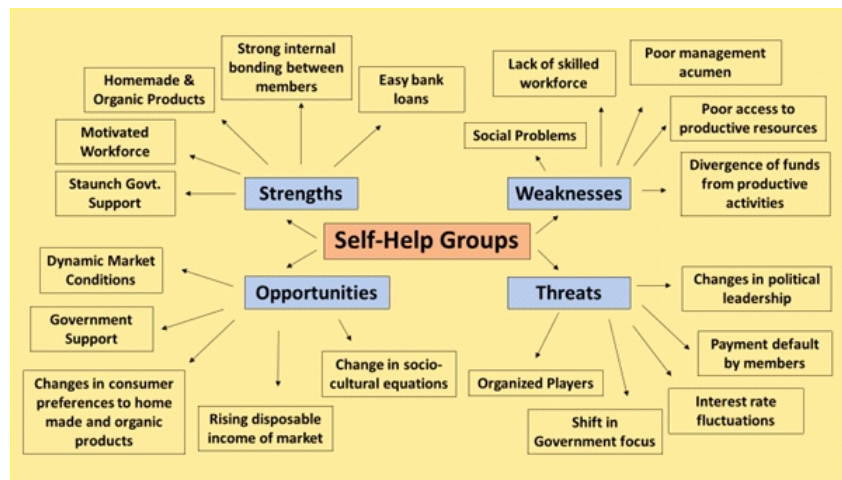 Strong internal
bonding between
members
Homemade &
Organic Products
Easy bank
loans
Motivated
Workforce
Staunch Govt.
Support
Strengths
Lack of skilled
workforce
Poor management
acumen
Social Problems
Poor access to
productive resources
Divergence of funds
from productive
activities
Weaknesses
Self-Help Groups
Dynamic Market
Conditions
Opportunities
Government
Support
Changes in consumer
preferences to home
made and organic
products
Rising disposable
income of market
Change in socio-
cultural equations
Threats
Changes in political
leadership
Payment default
by members
Organized Players
Interest rate
fluctuations
Shift in
Government focus